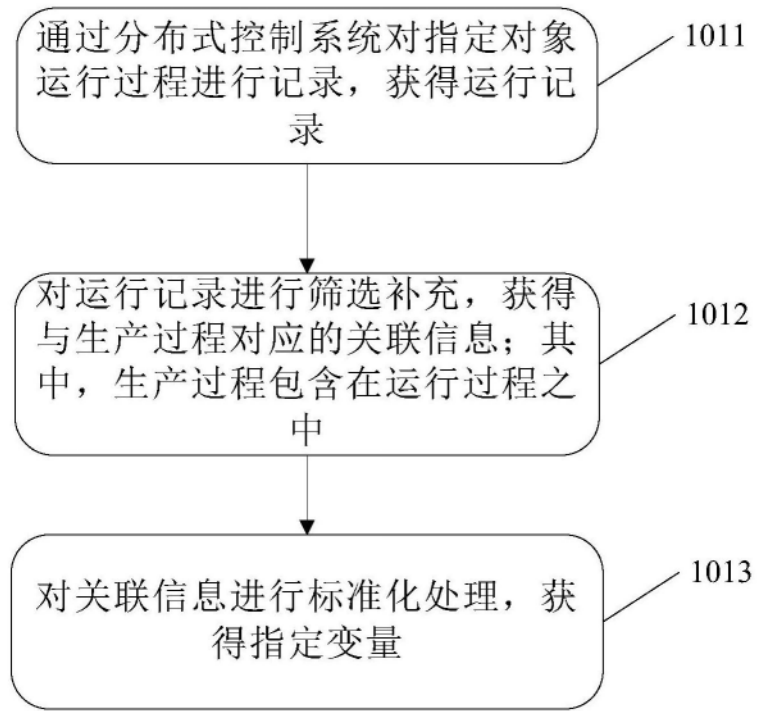 通过分布式控制系统对指定对象
运行过程进行记录，获得运行记
录
1011
对运行记录进行筛选补充，获得
与生产过程对应的关联信息；其
中，生产过程包含在运行过程之
中
1012
对关联信息进行标准化处理，获
得指定变量
1013